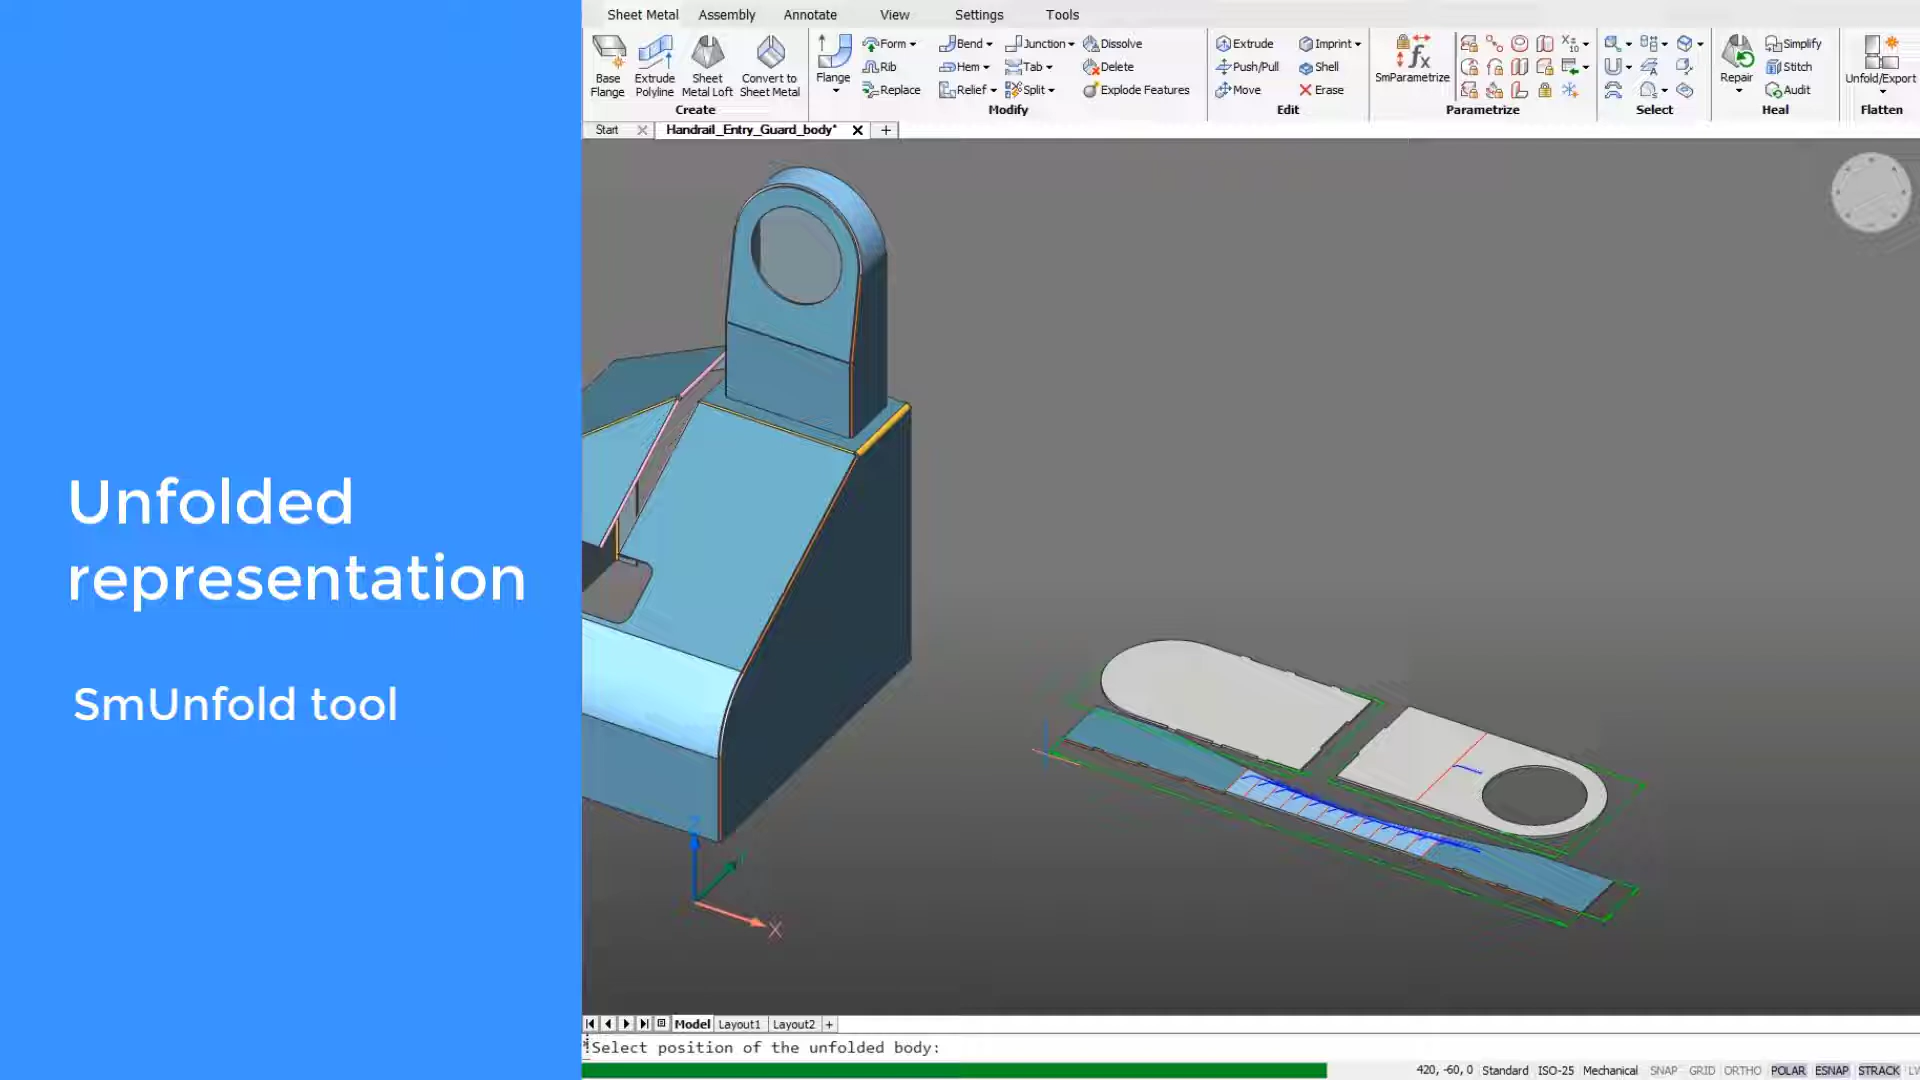 Unfolded
representation
SmUnfold tool
Sheet Metal Assembly Annotate View Settings Tools
Base Flange
Extrude Polyline
Sheet Metal Loft
Convert to Sheet Metal
Create
Flange
Form
Rib
Replace
Bend
Hem
Relief
Junction
Tab
Split
Dissolve
Delete
Explode Features
Modify
Extrude
Push/Pull
Move
Imprint
Shell
Erase
Edit
SmParametrize
Parametrize
Select
Repair
Simplify
Stitch
Audit
Heal
Unfold/Export
Flatten
Start Handrail_Entry_Guard_body*
X
Model Layout1 Layout2 +
Select position of the unfolded body:
420, -60, 0 Standard ISO-25 Mechanical SNAP GRID ORTHO POLAR ESNAP STRACK